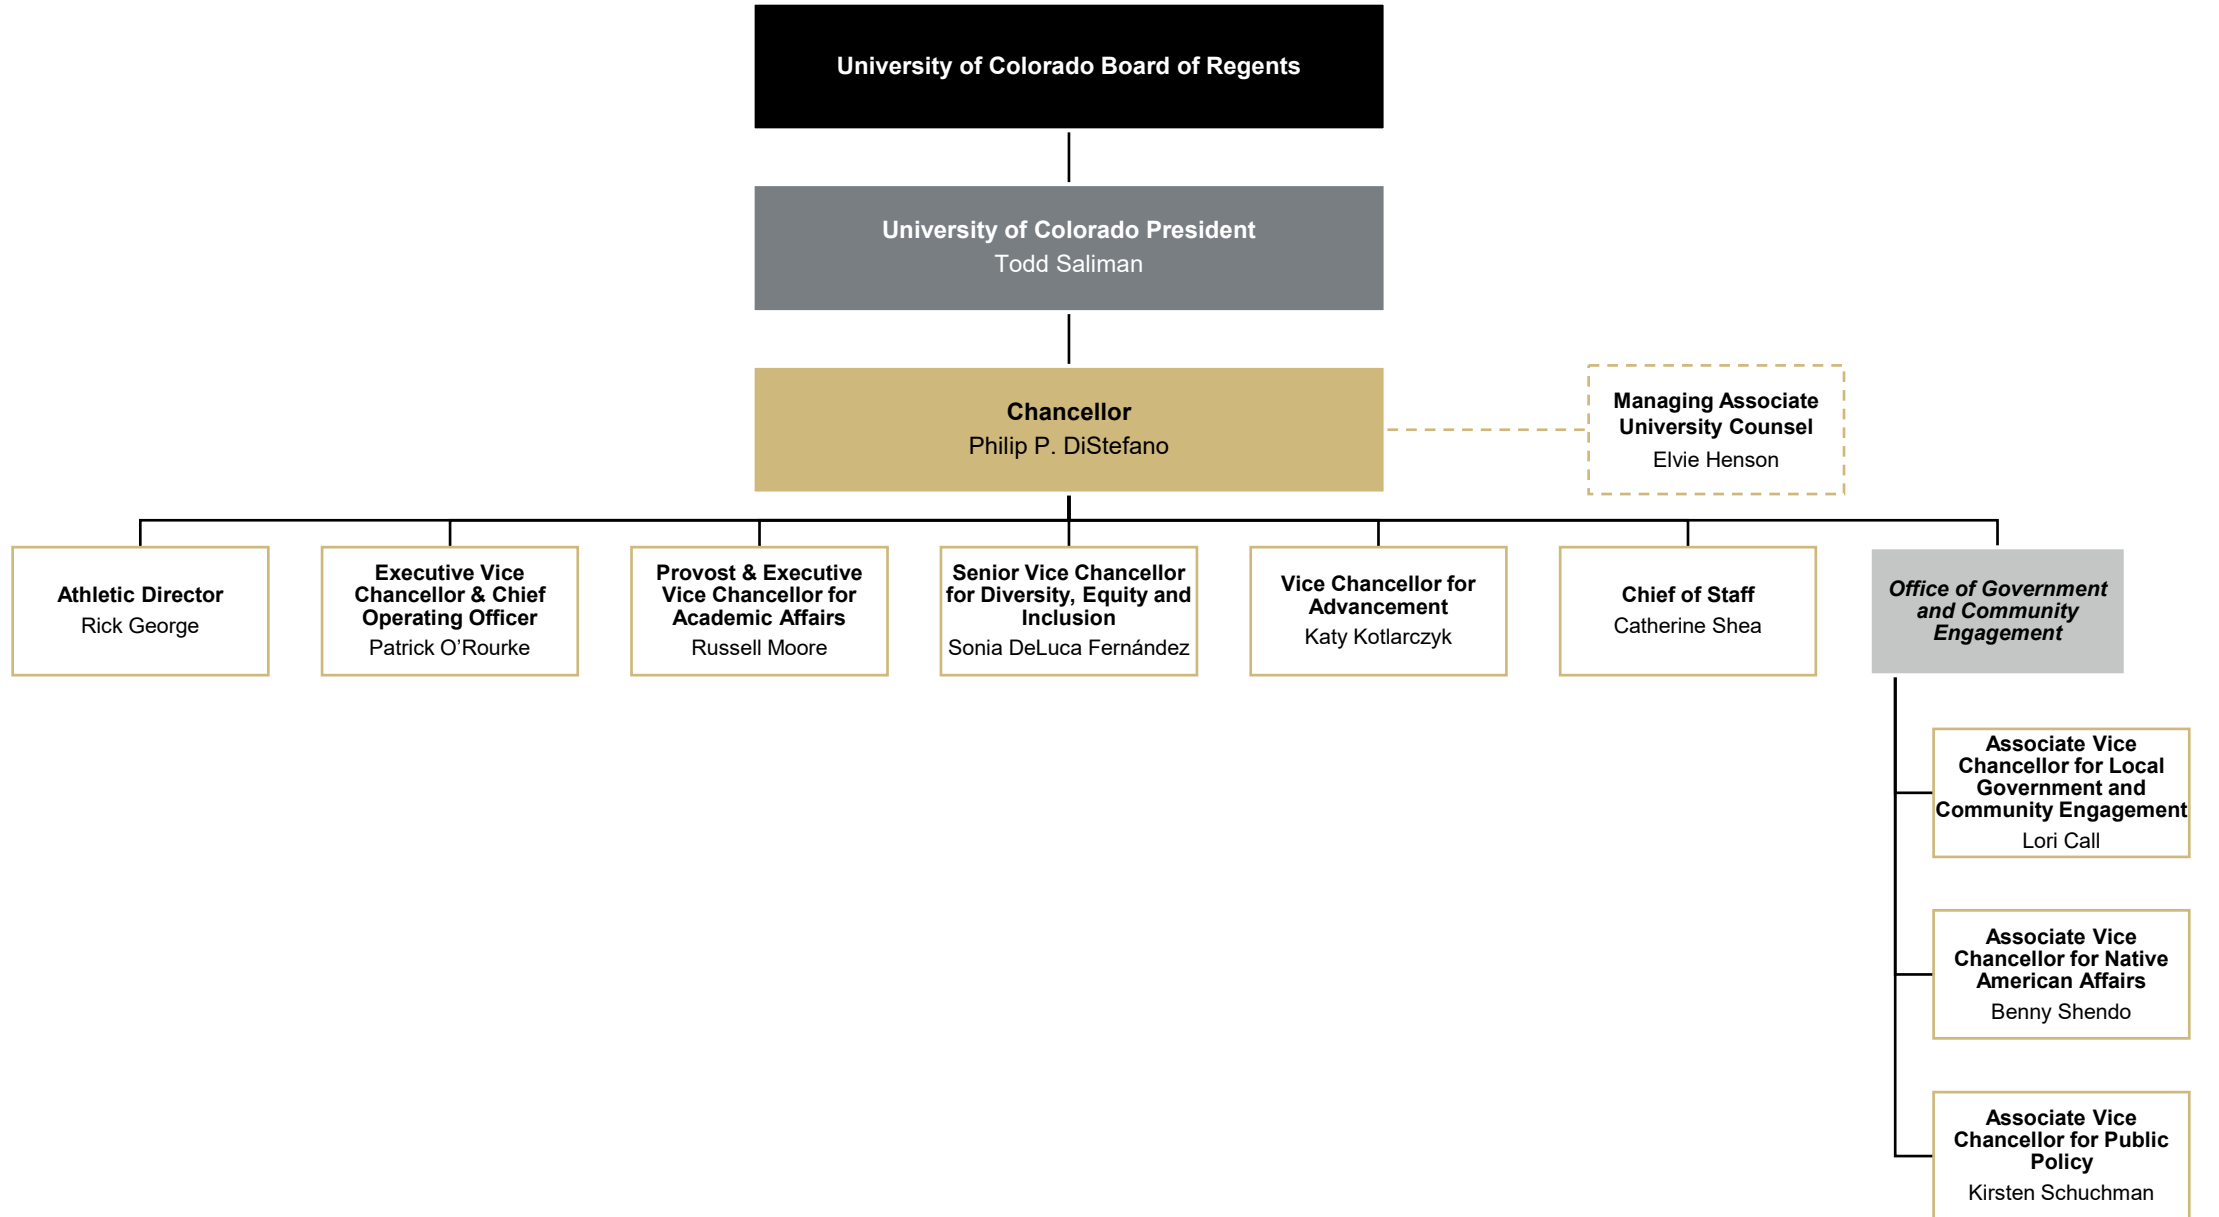 University of Colorado Board of Regents
University of Colorado President
Todd Saliman
Chancellor
Philip P. DiStefano
Managing Associate
University Counsel
Elvie Henson
Athletic Director
Rick George
Executive Vice
Chancellor & Chief
Operating Officer
Patrick O’Rourke
Provost & Executive
Vice Chancellor for
Academic Affairs
Russell Moore
Senior Vice Chancellor
for Diversity, Equity and
Inclusion
Sonia DeLuca Fernández
Vice Chancellor for
Advancement
Katy Kotlarczyk
Chief of Staff
Catherine Shea
Office of Government
and Community
Engagement
Associate Vice
Chancellor for Local
Government and
Community Engagement
Lori Call
Associate Vice
Chancellor for Native
American Affairs
Benny Shendo
Associate Vice
Chancellor for Public
Policy
Kirsten Schuchman